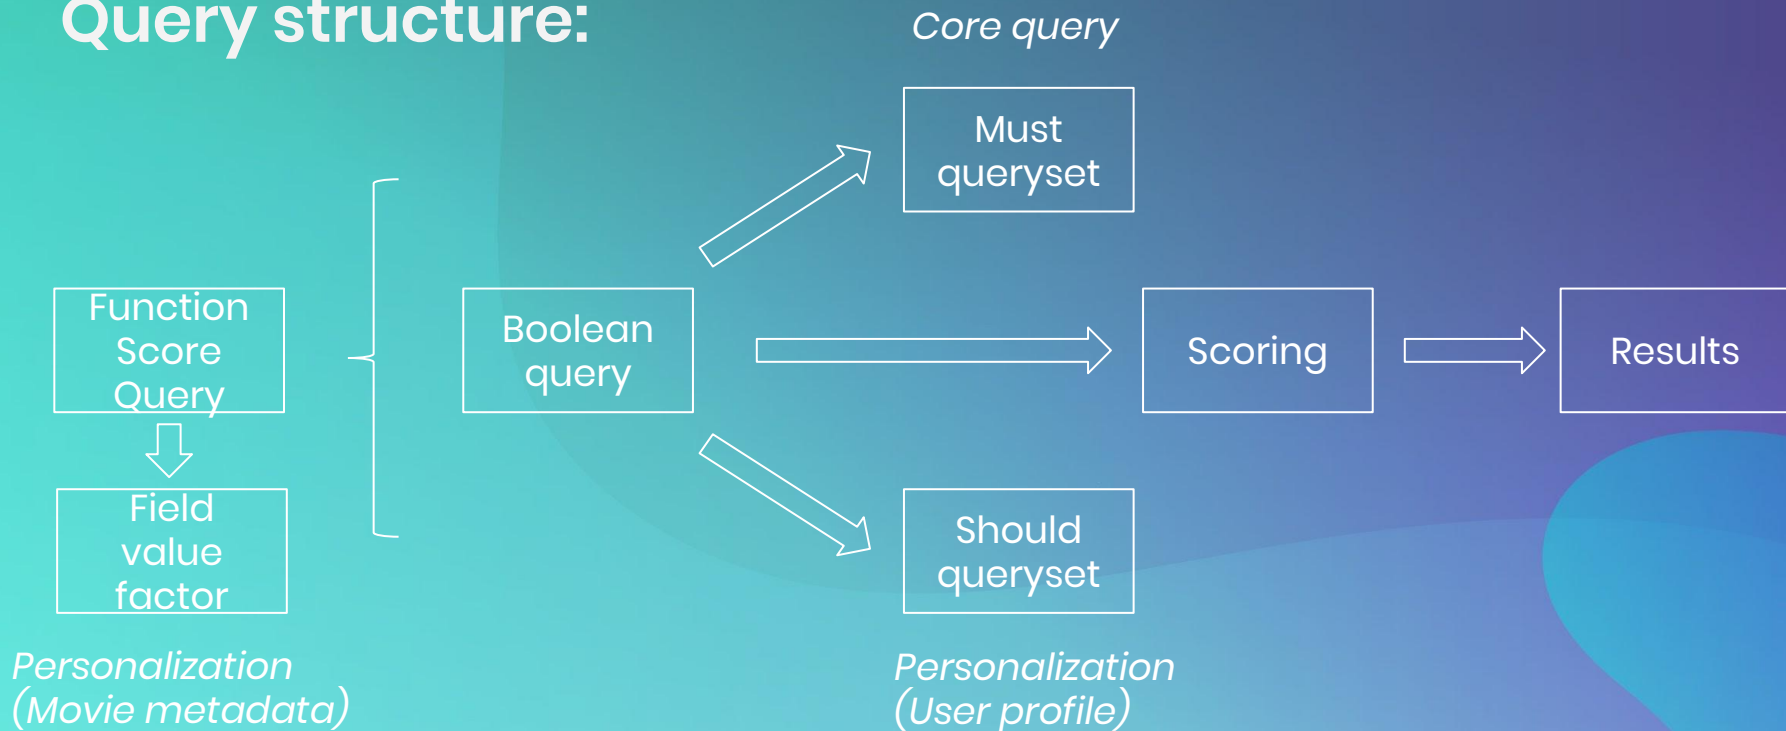 Query structure:
Core query
Must
queryset
Function
Score
Query
Boolean
query
Scoring
Results
Field
value
factor
Should
queryset
Personalization
(Movie metadata)
Personalization
(User profile)